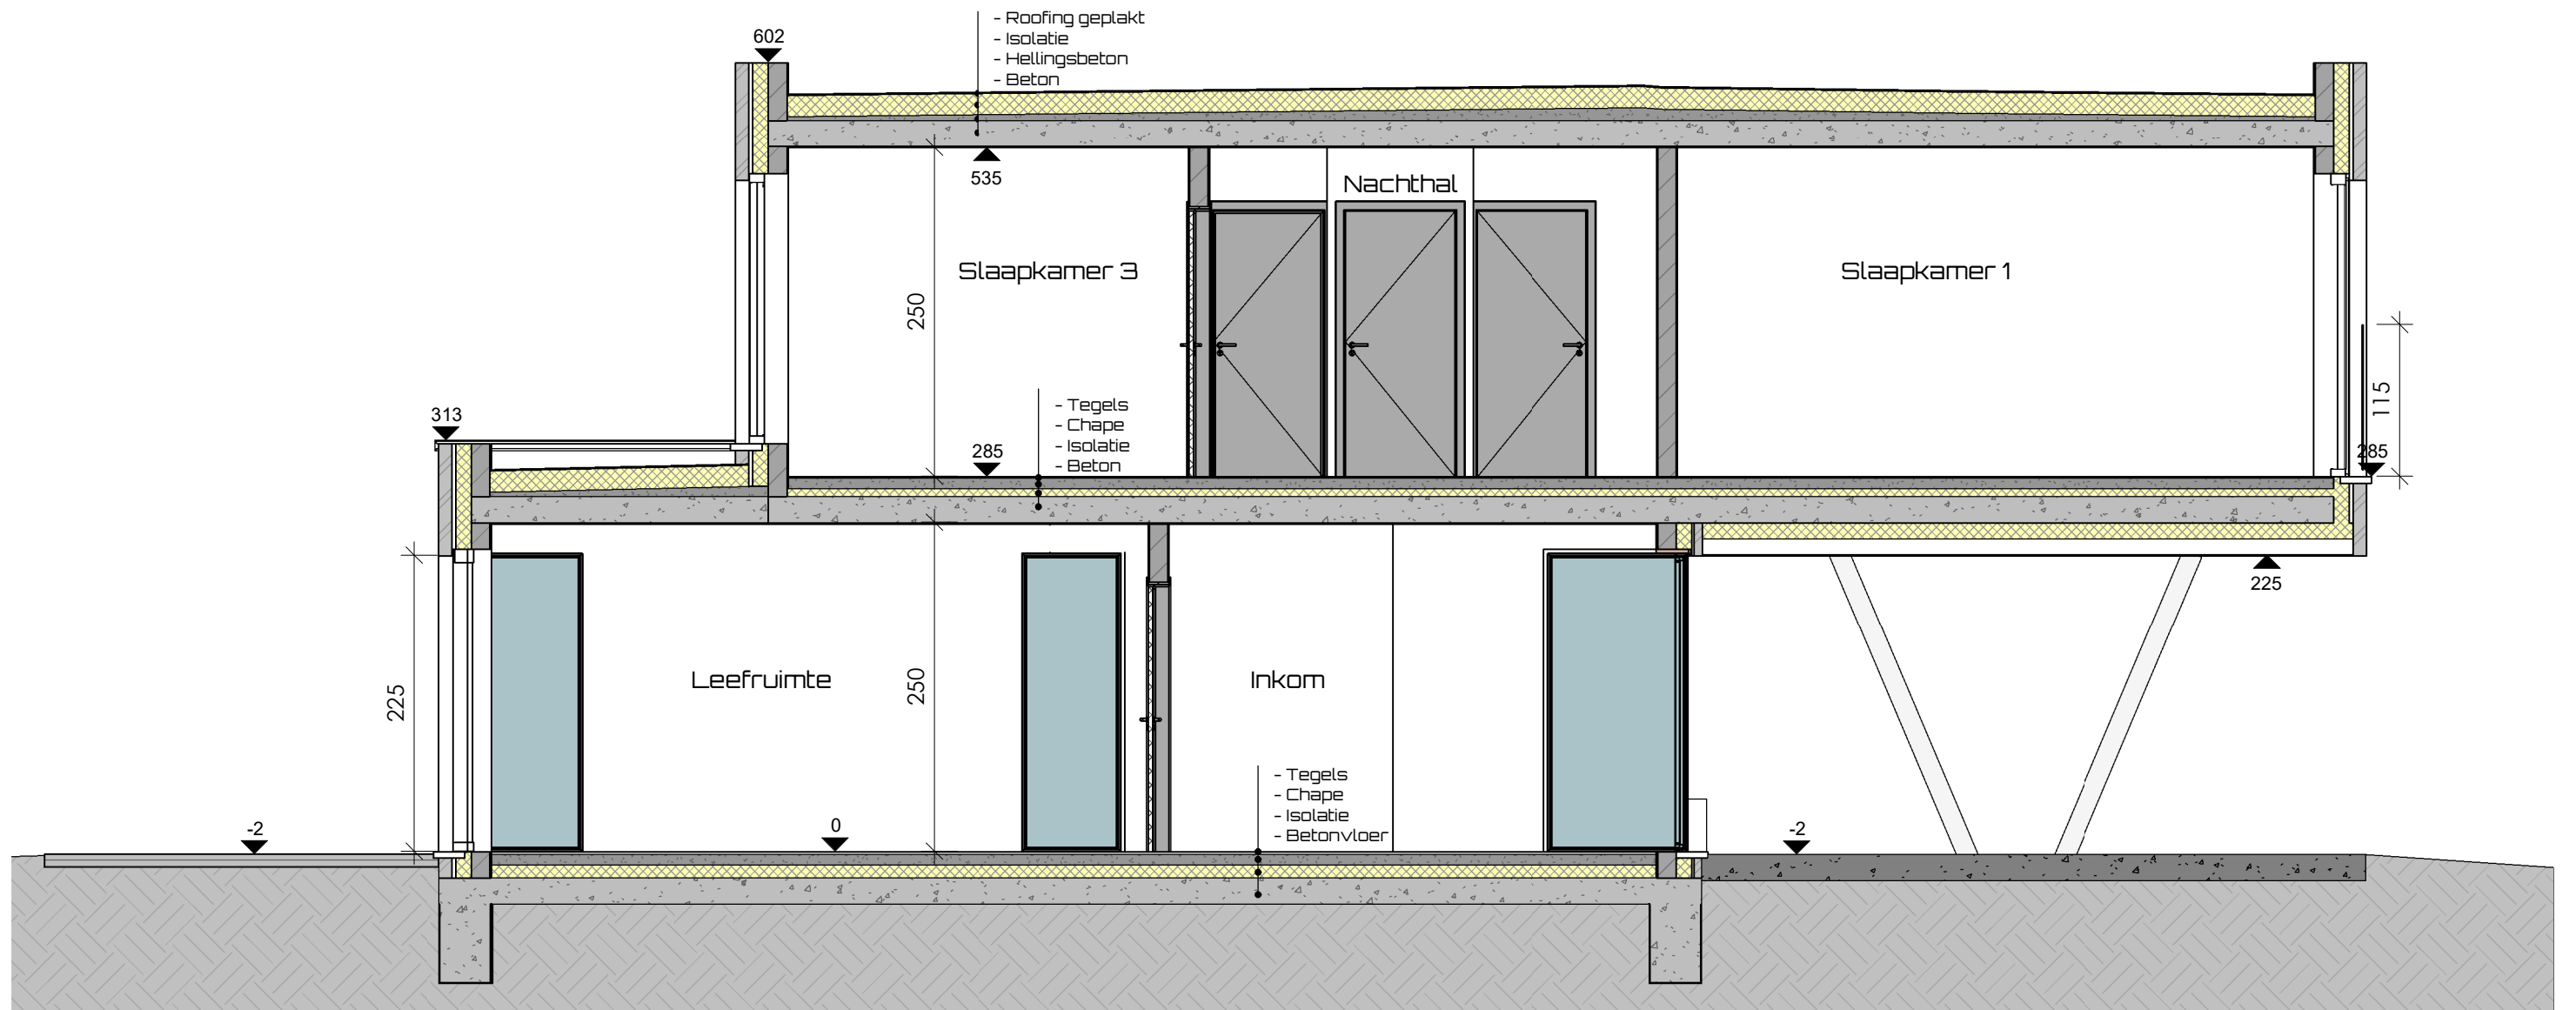 602
- Roofing geplakt
- Isolatie
- Hellingsbeton
- Beton
535
Nachthal
Slaapkamer 3
Slaapkamer 1
250
115
313
- Tegels
- Chape
- Isolatie
- Beton
285
285
225
225
Leefruimte
250
Inkom
- Tegels
- Chape
- Isolatie
- Betonvloer
-2
0
-2